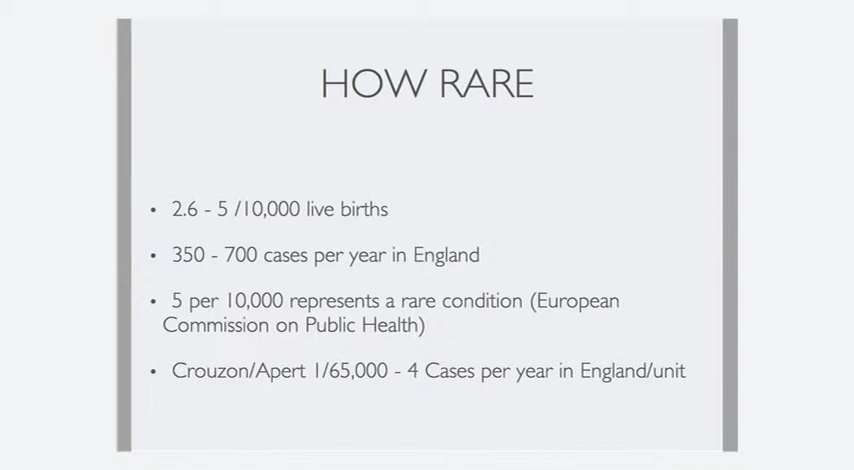 HOW RARE
• 2.6 - 5 /10,000 live births
• 350 - 700 cases per year in England
• 5 per 10,000 represents a rare condition (European
Commission on Public Health)
• Crouzon/Apert 1/65,000 - 4 Cases per year in England/unit